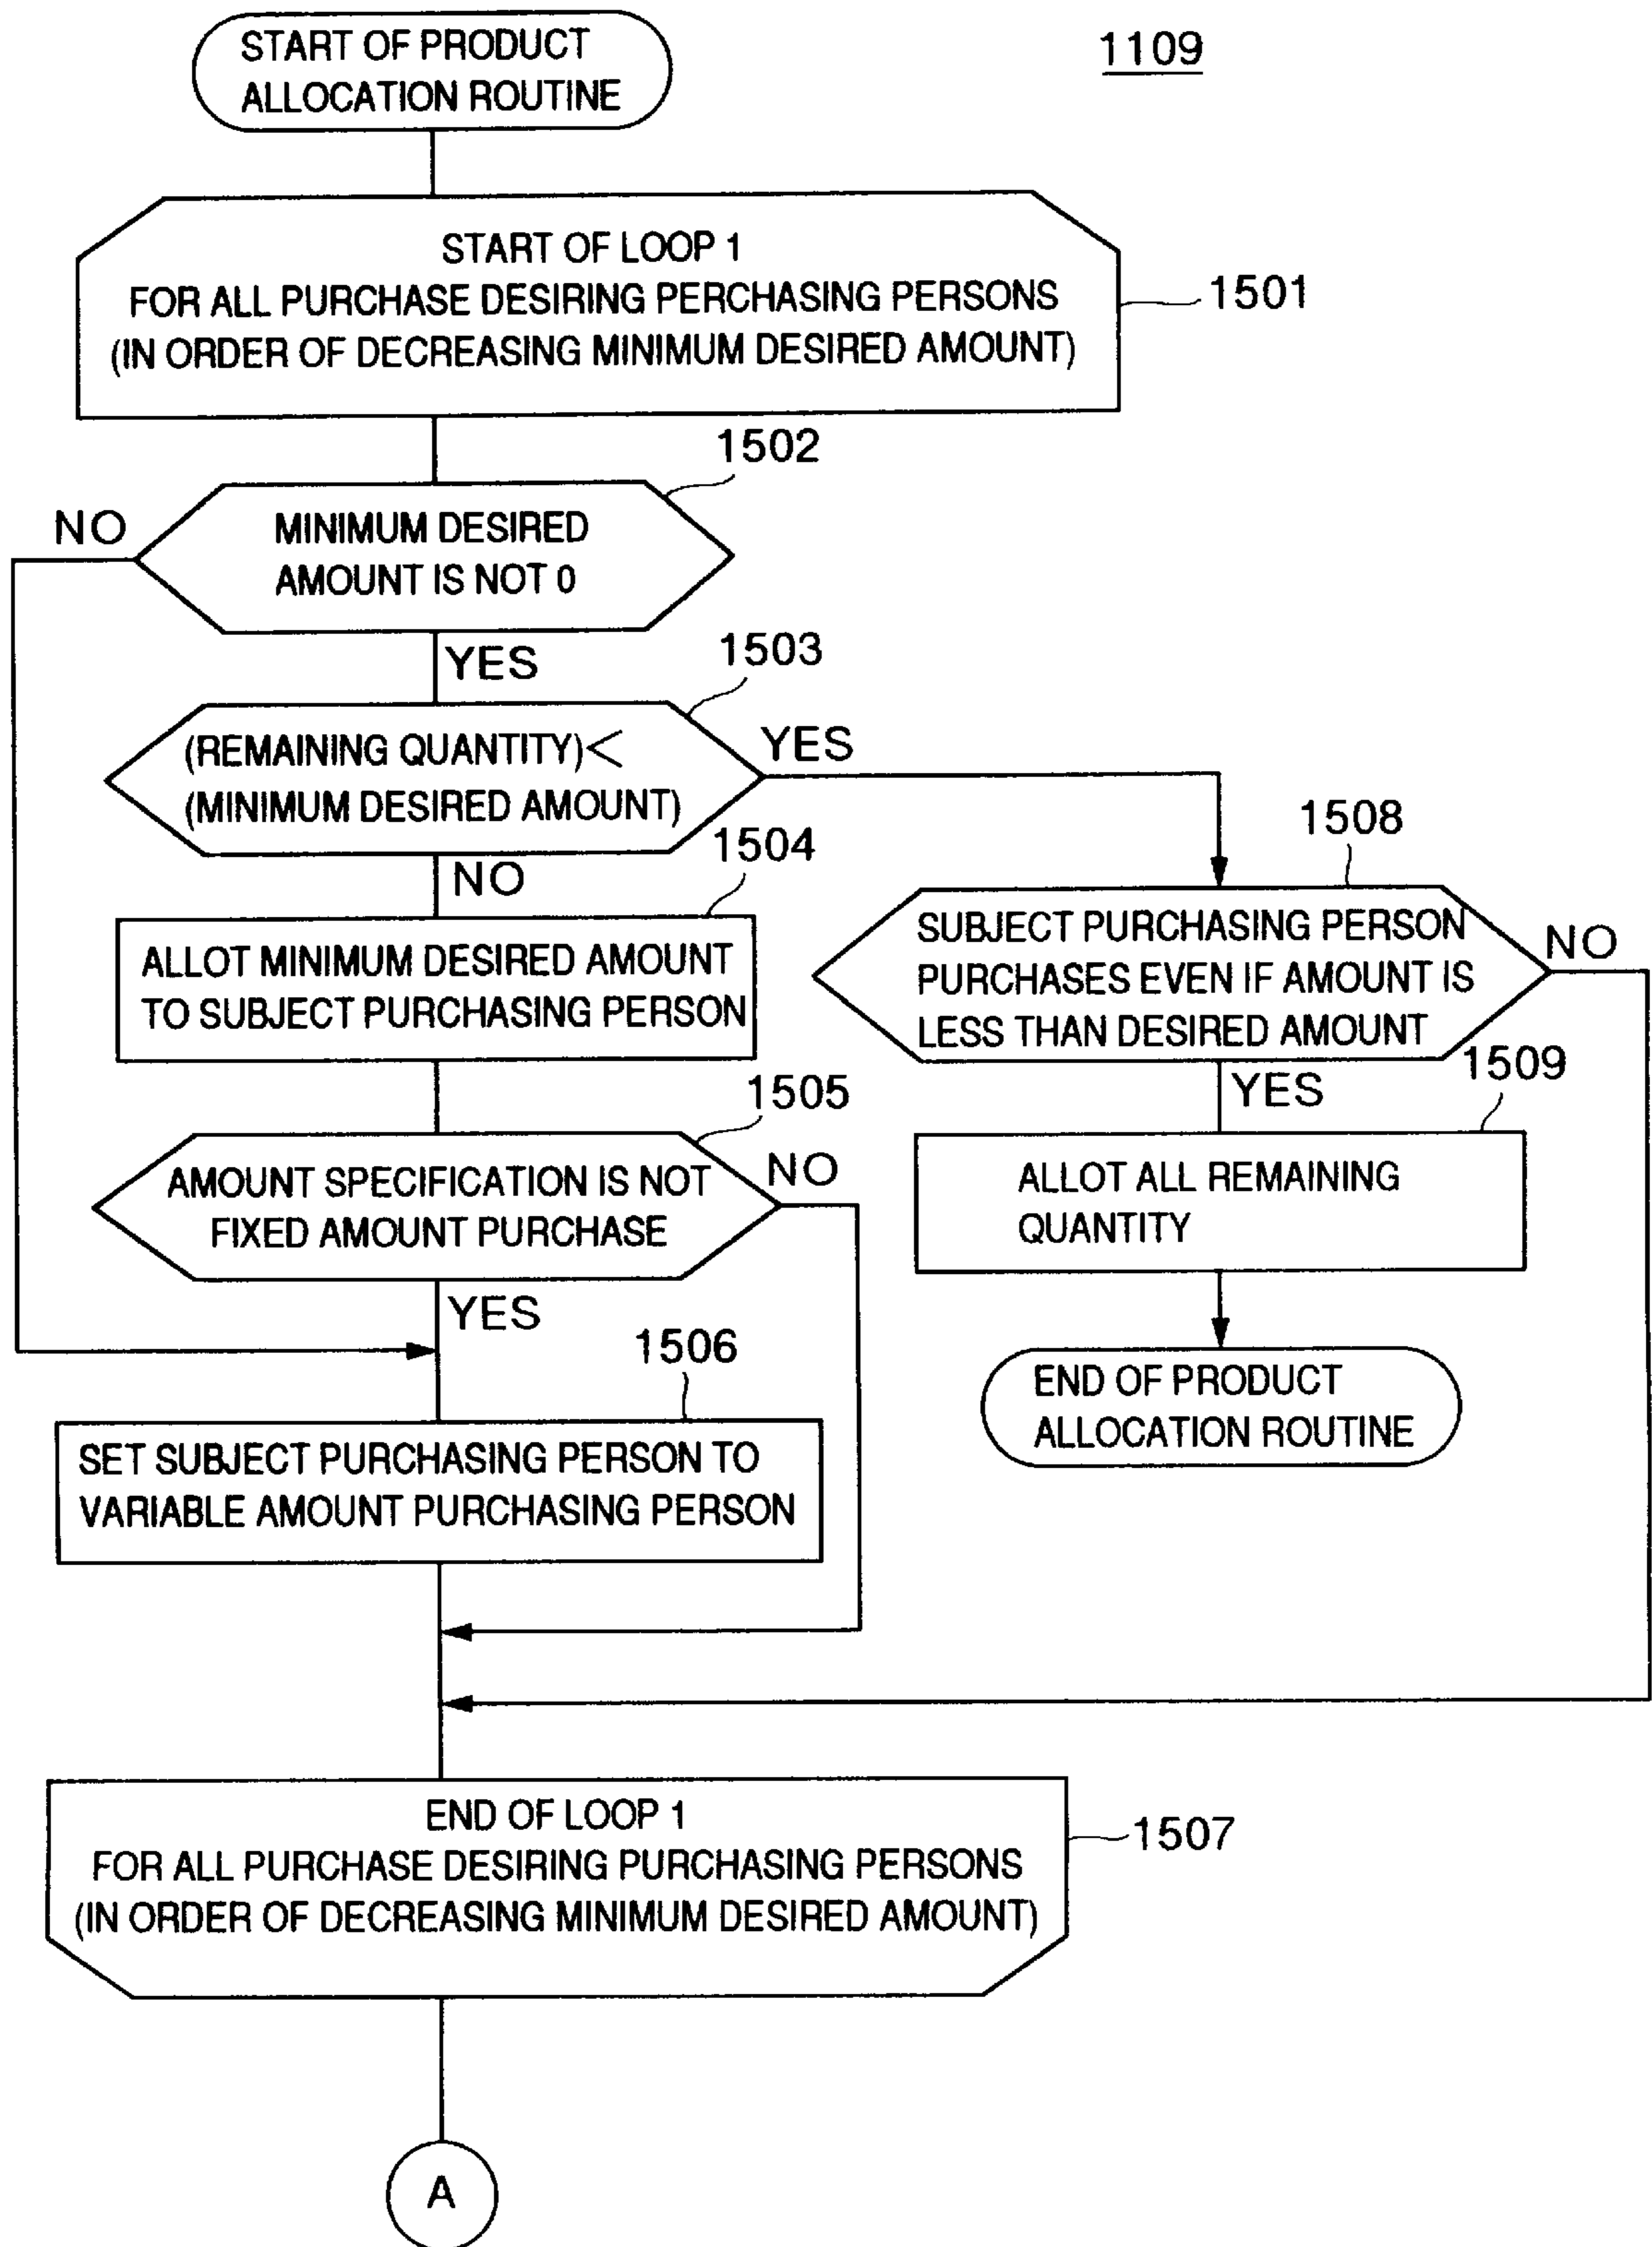 START OF PRODUCT
ALLOCATION ROUTINE
1109
START OF LOOP 1
FOR ALL PURCHASE DESIRING PERCHASING PERSONS
(IN ORDER OF DECREASING MINIMUM DESIRED AMOUNT)
1501
1502
NO
MINIMUM DESIRED
AMOUNT IS NOT 0
YES
1503
(REMAINING QUANTITY)<
(MINIMUM DESIRED AMOUNT)
YES
NO
1504
ALLOT MINIMUM DESIRED AMOUNT
TO SUBJECT PURCHASING PERSON
1508
SUBJECT PURCHASING PERSON
PURCHASES EVEN IF AMOUNT IS
LESS THAN DESIRED AMOUNT
NO
YES
1505
AMOUNT SPECIFICATION IS NOT
FIXED AMOUNT PURCHASE
NO
YES
1509
ALLOT ALL REMAINING
QUANTITY
1506
SET SUBJECT PURCHASING PERSON TO
VARIABLE AMOUNT PURCHASING PERSON
END OF PRODUCT
ALLOCATION ROUTINE
END OF LOOP 1
FOR ALL PURCHASE DESIRING PURCHASING PERSONS
(IN ORDER OF DECREASING MINIMUM DESIRED AMOUNT)
1507
A